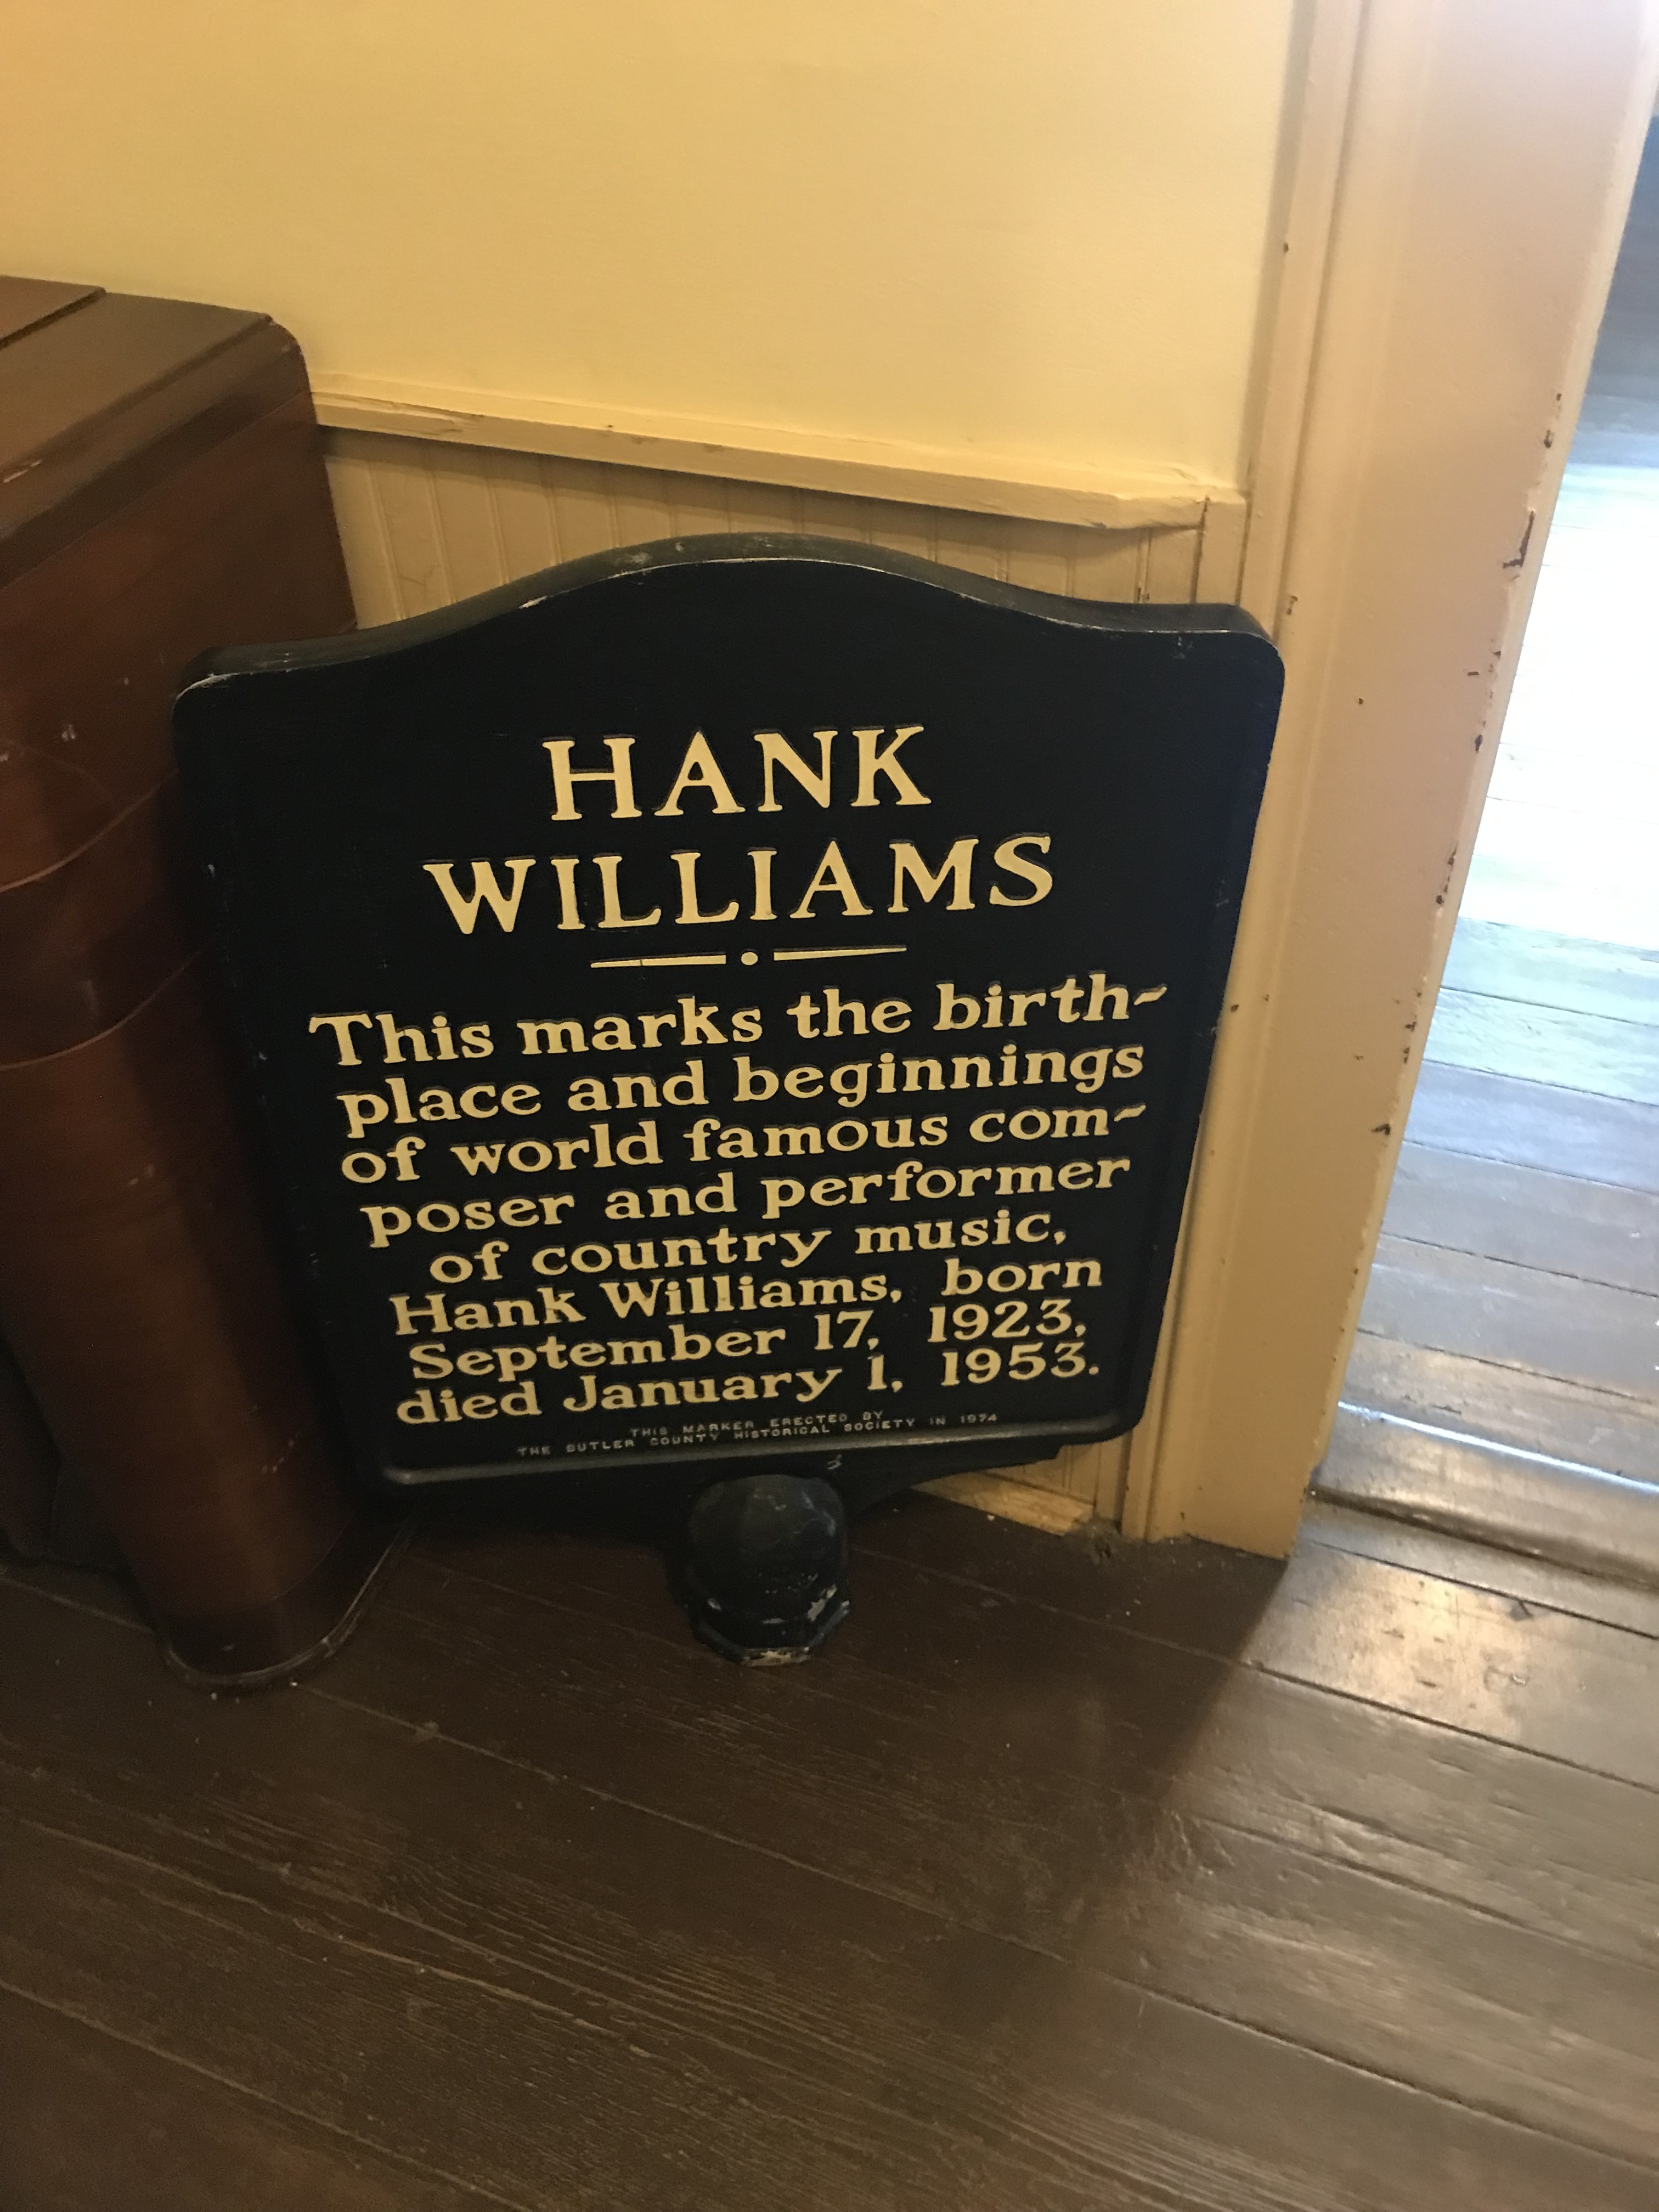 HANK
WILLIAMS
This marks the birth-
place and beginnings
of world famous com-
poser and performer
of country music,
Hank Williams, born
September 17, 1923,
died January 1, 1953.
THIS MARKER ERECTED BY
THE BUTLER COUNTY HISTORICAL SOCIETY IN 1974